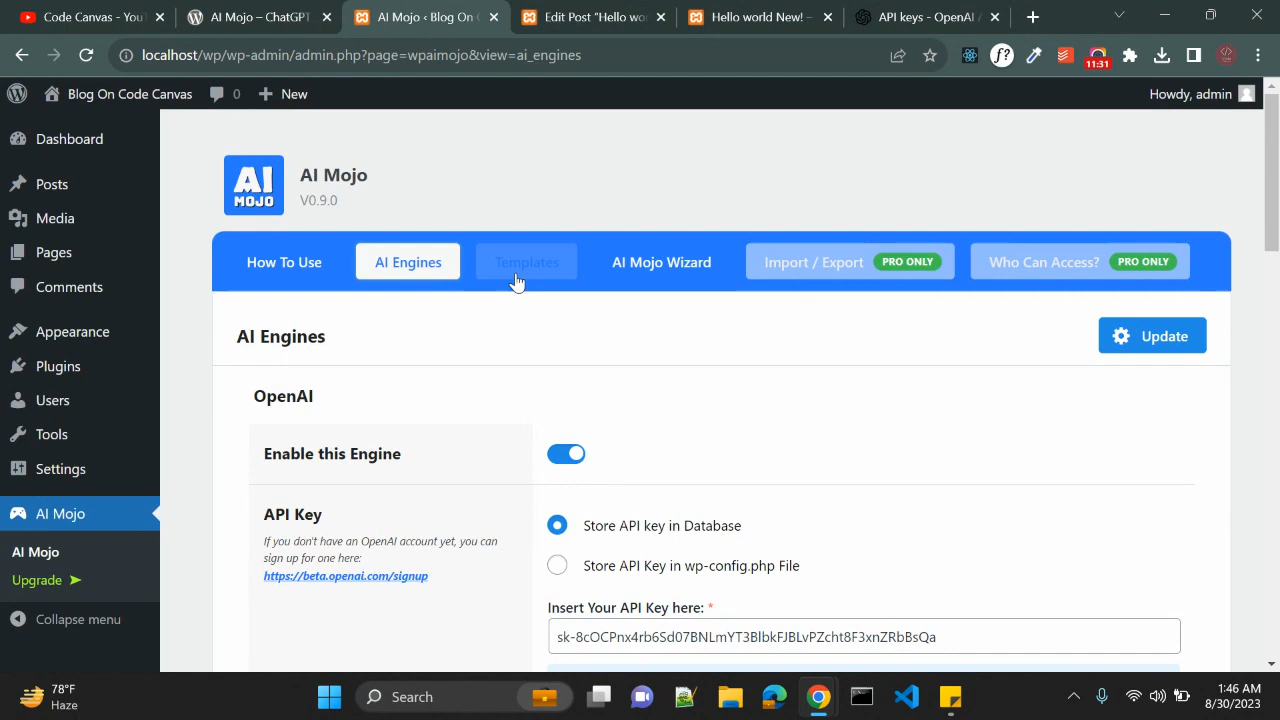 Code Canvas - YouT
AI Mojo – ChatGPT
AI Mojo ‹ Blog On C
Edit Post "Hello wo
Hello world New! –
API keys - OpenAI A
localhost/wp/wp-admin/admin.php?page=wpaimojo&view=ai_engines
f?
11:31
Blog On Code Canvas
0
New
Howdy, admin
Dashboard
Posts
Media
Pages
Comments
Appearance
Plugins
Users
Tools
Settings
AI Mojo
AI Mojo
Upgrade ➤
Collapse menu
AI
MOJO
AI Mojo
V0.9.0
How To Use
AI Engines
Templates
AI Mojo Wizard
Import / Export
PRO ONLY
Who Can Access?
PRO ONLY
AI Engines
Update
OpenAI
Enable this Engine
API Key
If you don't have an OpenAI account yet, you can
sign up for one here:
https://beta.openai.com/signup
Store API key in Database
Store API Key in wp-config.php File
Insert Your API Key here: *
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
78°F
Haze
Search
1:46 AM
8/30/2023